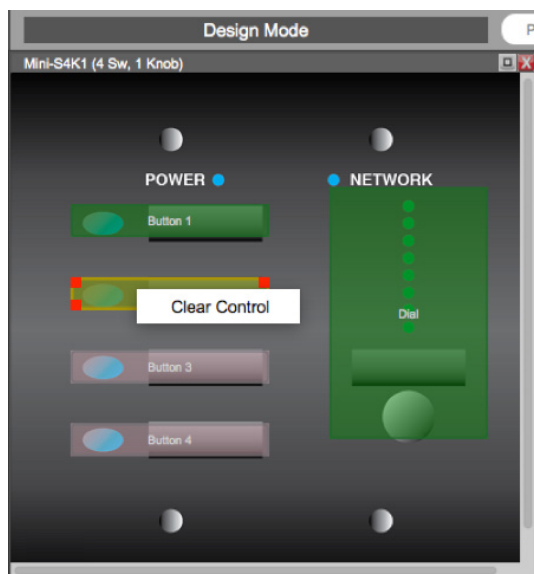 Design Mode
P
Mini-S4K1 (4 Sw, 1 Knob)
X
POWER
NETWORK
Button 1
Clear Control
Dial
Button 3
Button 4